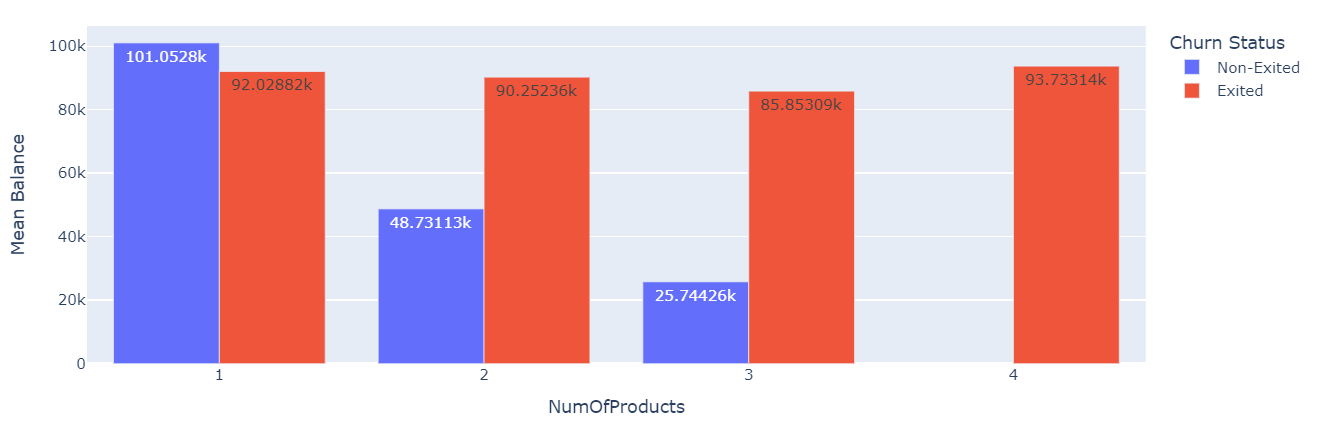 Churn Status
Non-Exited
Exited
Mean Balance
100k
80k
60k
40k
20k
0
101.0528k
92.02882k
48.73113k
90.25236k
25.74426k
85.85309k
93.73314k
1
2
3
4
NumOfProducts